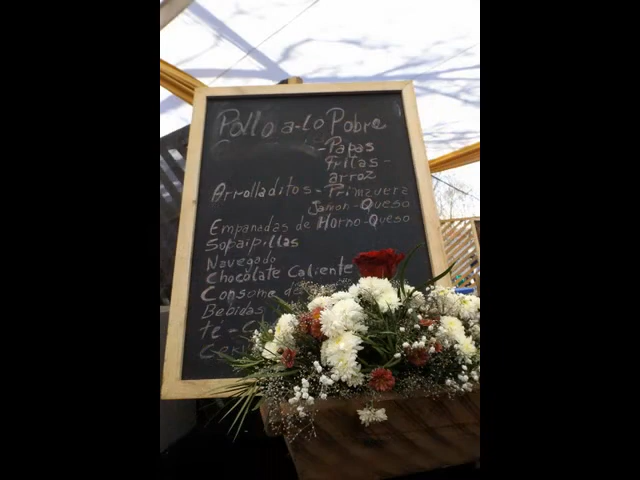 Pollo a-lo Pobre
-Papas
Fritas-
arroz
Arrolladitos-Primavera
Jamon-Queso
Empanadas de Horno-Queso
Sopaipillas
Navegado
Chocolate Caliente
Consome d
Bebidas
té -